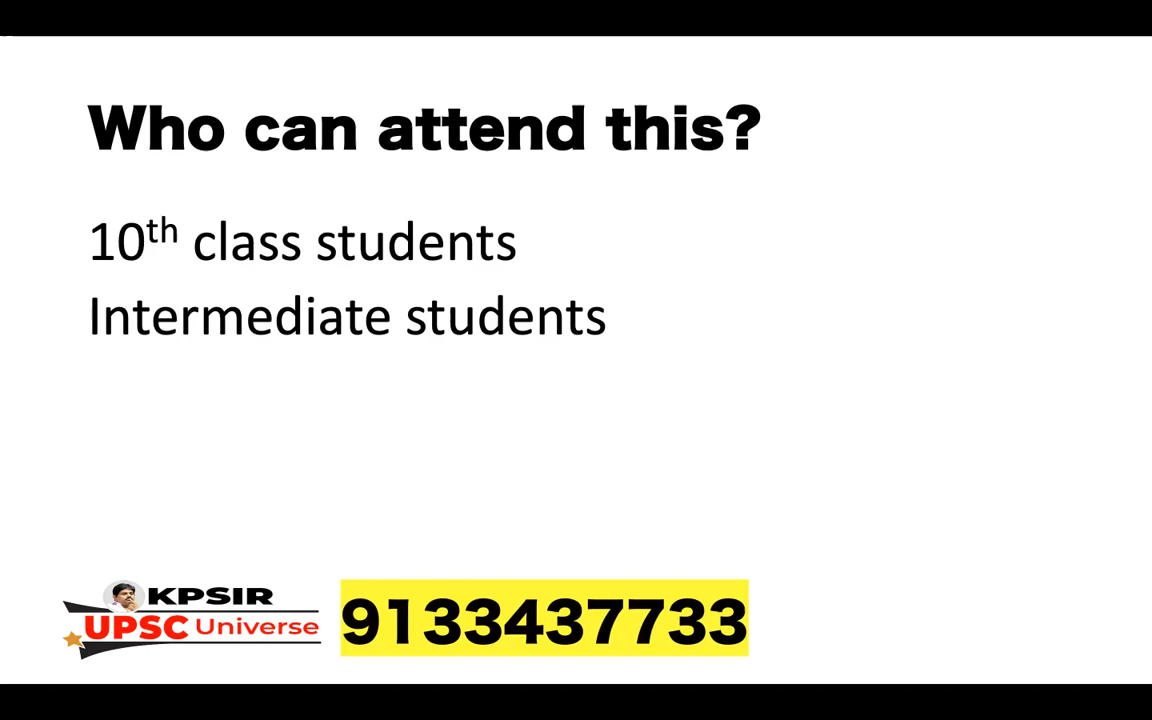 Who can attend this?
10th class students
Intermediate students
KPSIR
UPSC Universe
9133437733